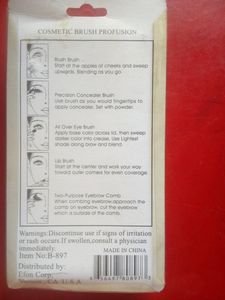 COSMETIC BRUSH PROFUSION
Blush Brush...
Start at the apples of cheeks and sweep
upwards. Blending as you go
Precision Concealer Brush
Use brush as you would fingertips to
apply concealer. Set with powder.
All Over Eye Brush
Apply base color across lid, then sweep
darker color into crease. Use Lightest
shade along brow to blend.
Lip Brush
Start at the center and work your way
toward outer corners for even coverage.
Two-Purpose Eyebrow Comb
When combing eyebrow,approach the
comb on eyebrow, cut the eyebrow
which is outside of the comb.
Warnings:Discontinue use if signs of irritation
or rash occurs.If swollen,consult a physician
immediately.
Item No:B-897
MADE IN CHINA
Distributed by:
Elon Corp.
Vernon , CA U.S.A